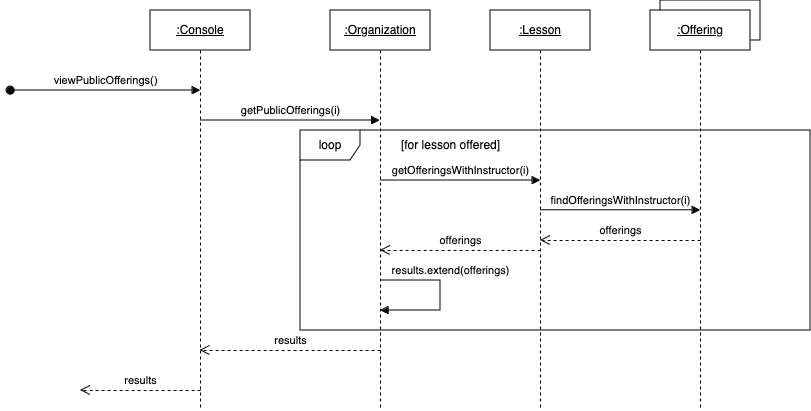 :Console
:Organization
:Lesson
:Offering
viewPublicOfferings()
getPublicOfferings(i)
loop
[for lesson offered]
getOfferingsWithInstructor(i)
findOfferingsWithInstructor(i)
offerings
offerings
results.extend(offerings)
results
results